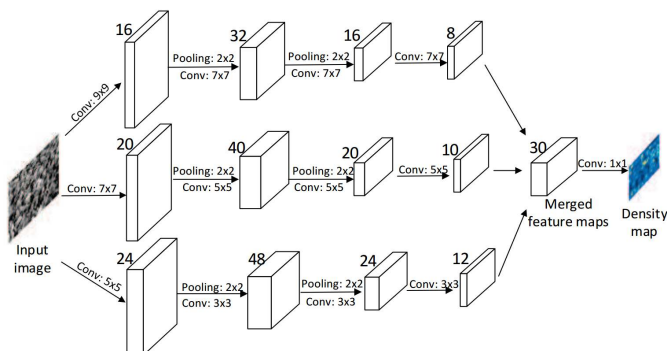 16
32
16
8
Pooling: 2x2
Conv: 7x7
Pooling: 2x2
Conv: 7x7
Conv: 7x7
Conv: 9x9
20
40
20
10
30
Conv: 7x7
Pooling: 2x2
Conv: 5x5
Pooling: 2x2
Conv: 5x5
Conv: 5x5
Conv: 1x1
Input
image
Merged
feature maps
Density
map
Conv: 5x5
24
48
24
12
Pooling: 2x2
Conv: 3x3
Pooling: 2x2
Conv: 3x3
Conv: 3x3